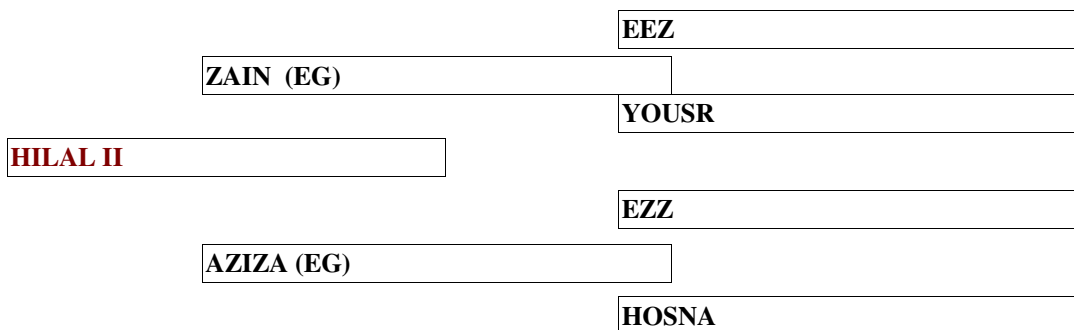 EEZ
ZAIN (EG)
YOUSR
HILAL II
EZZ
AZIZA (EG)
HOSNA